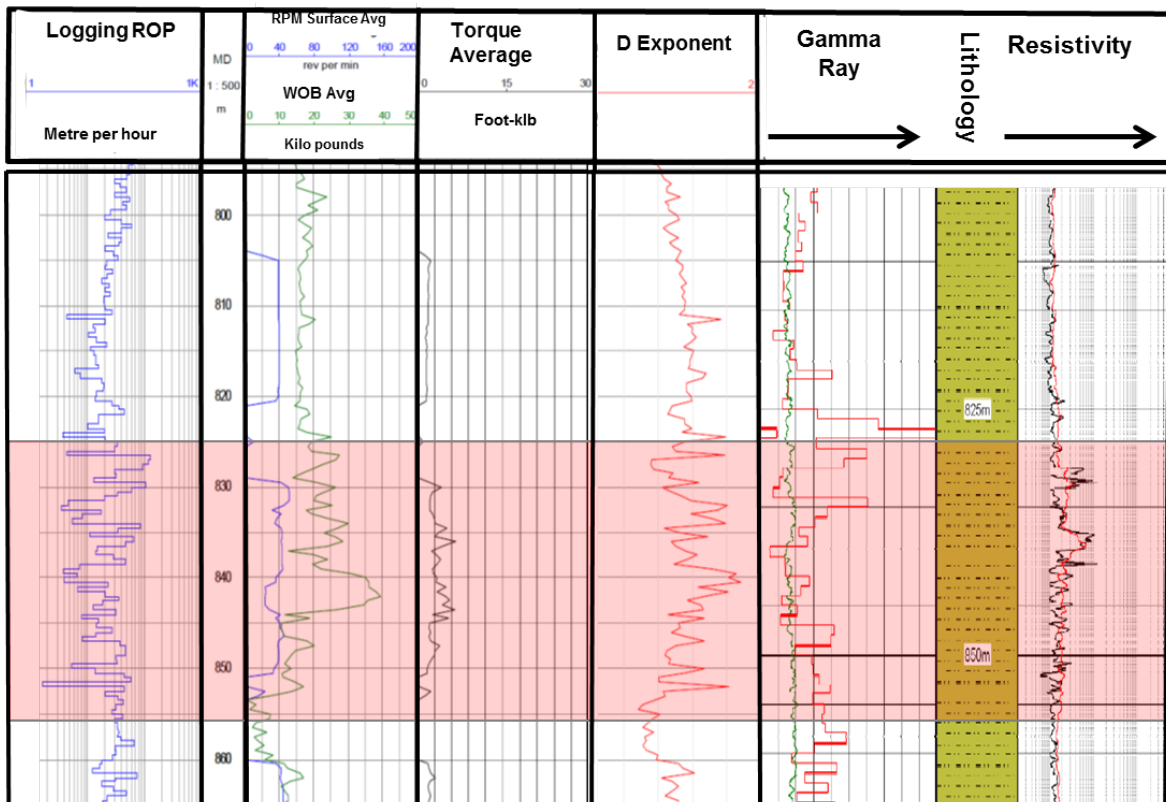 Logging ROP
1 1K
Metre per hour
MD
1 : 500
m
RPM Surface Avg
0 40 80 120 160 200
rev per min
WOB Avg
0 10 20 30 40 50
Kilo pounds
Torque
Average
0 15 30
Foot-klb
D Exponent
2
Gamma
Ray
Lithology
Resistivity
800
810
820
830
840
850
860
825m
850m